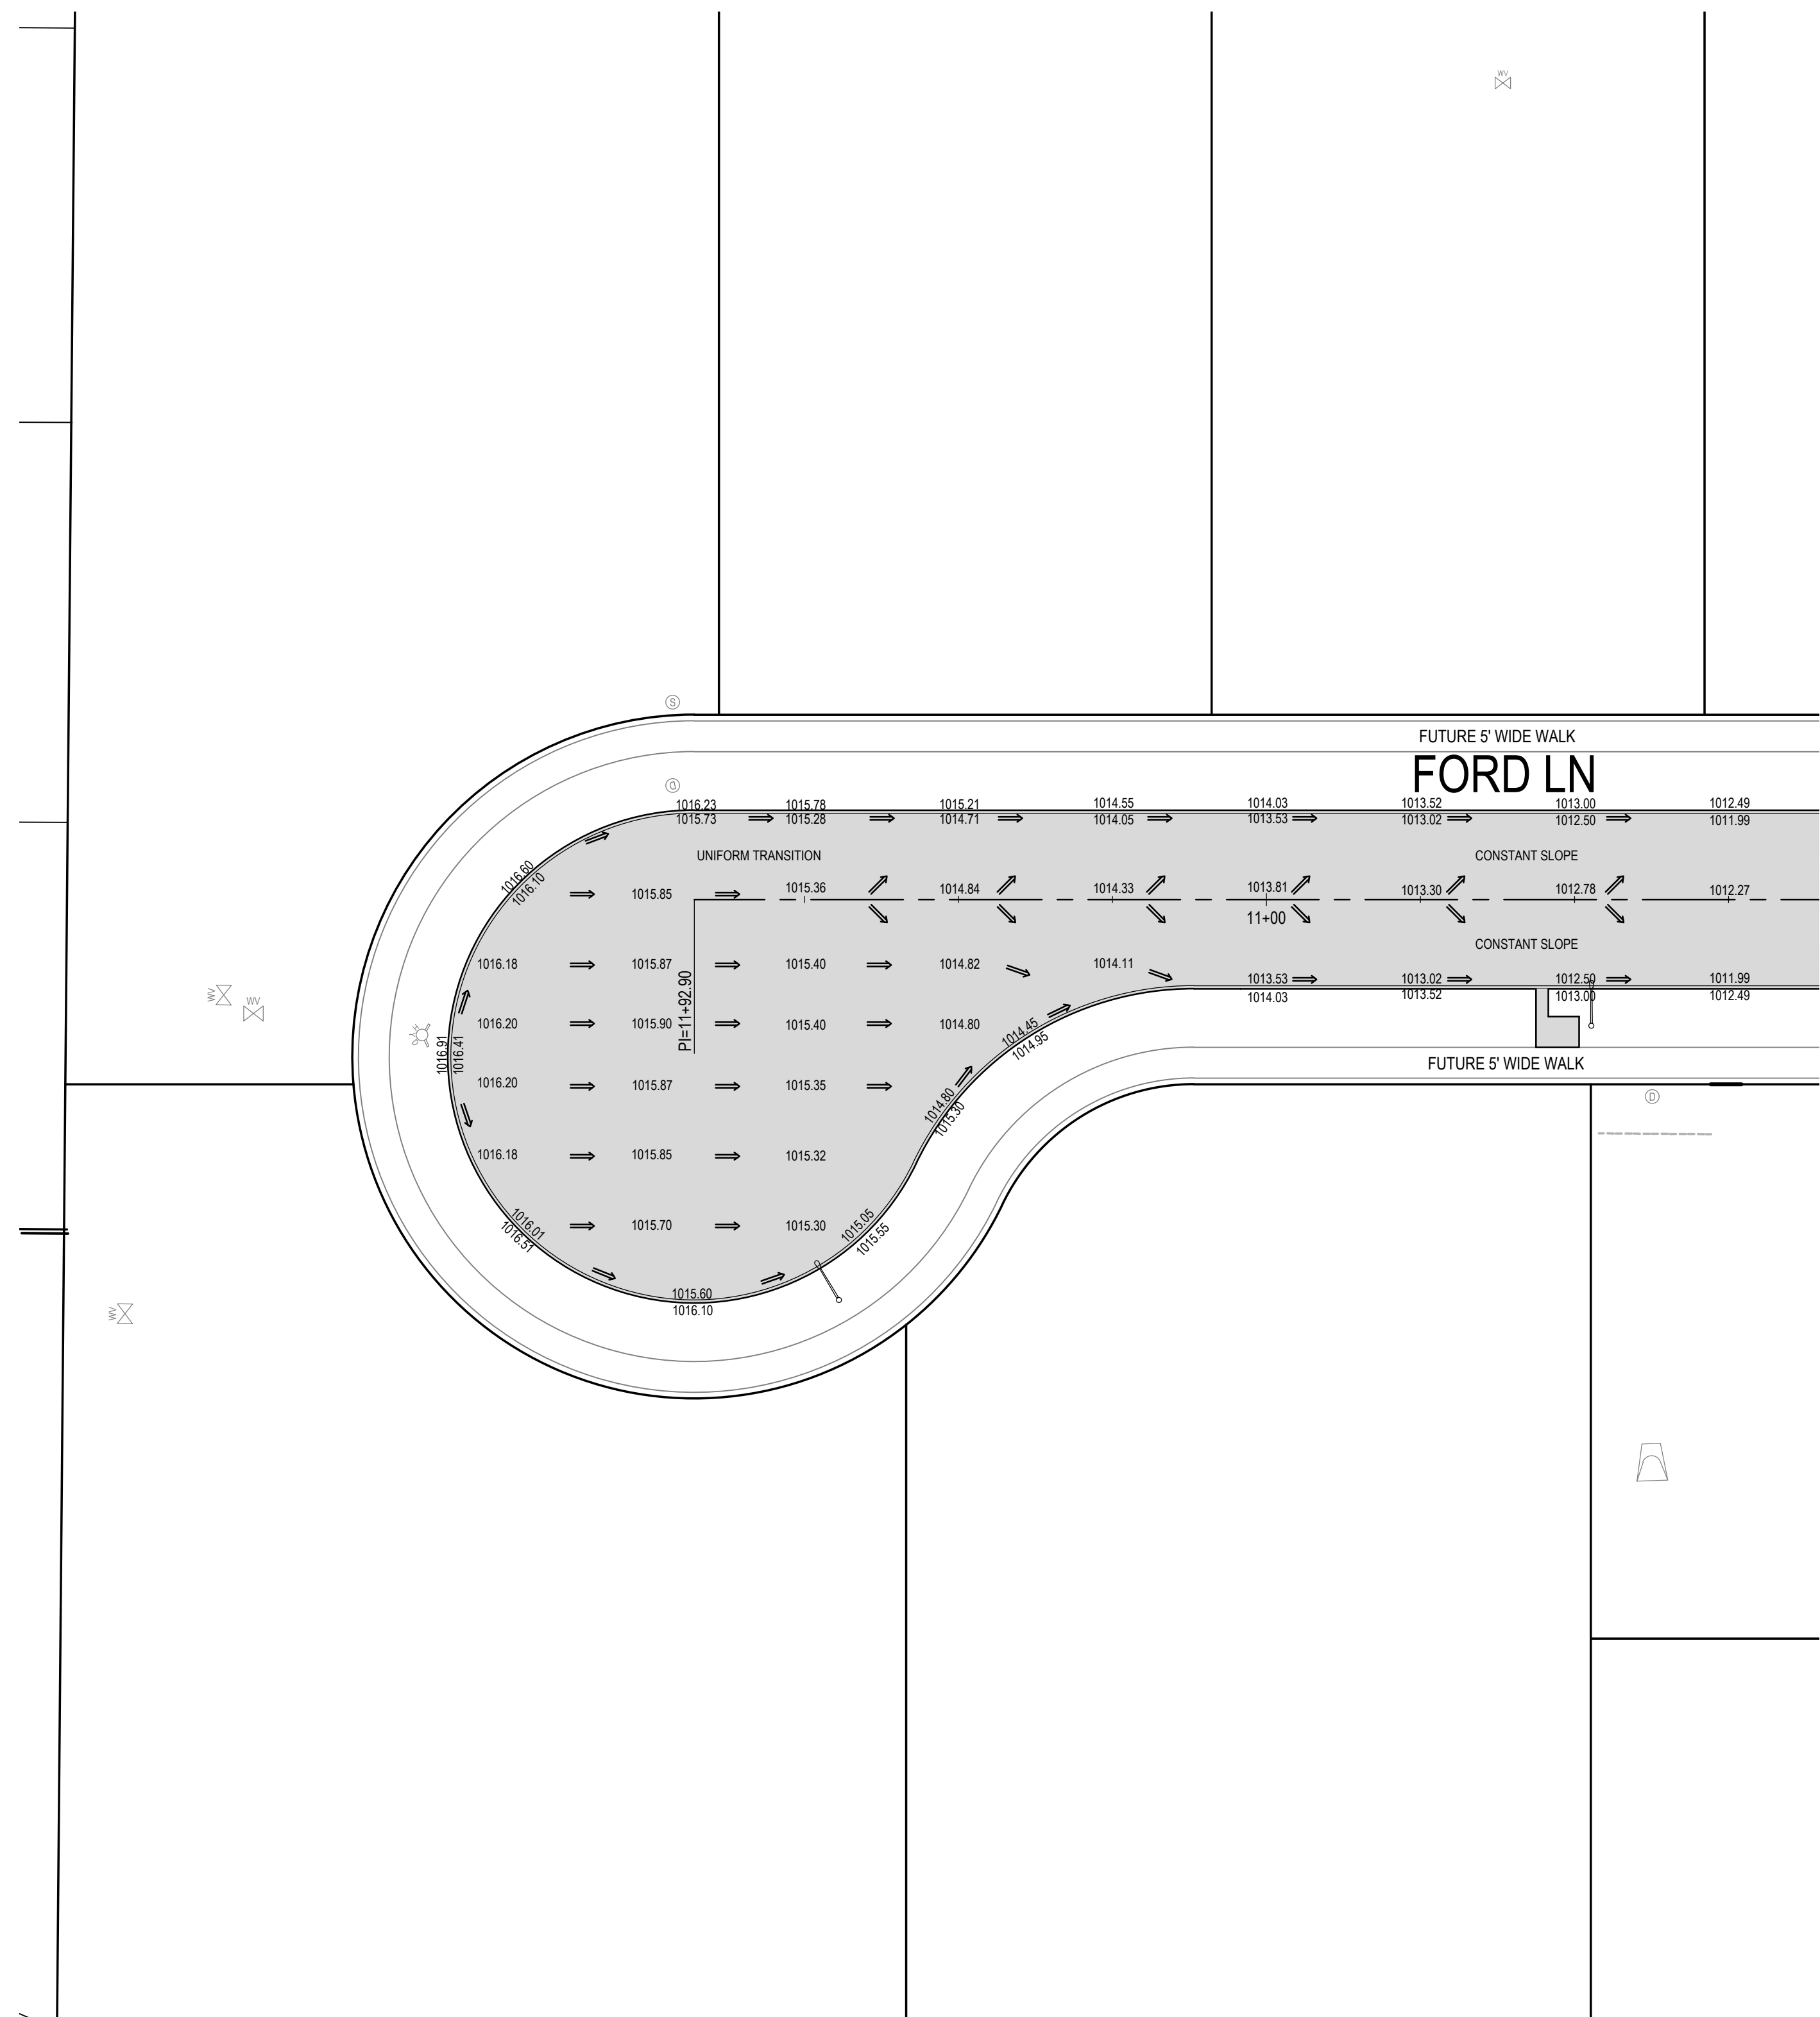 WV
S
FUTURE 5' WIDE WALK
FORD LN
D
1016.23 1015.78 1015.21 1014.55 1014.03 1013.52 1013.00 1012.49
1015.73 1015.28 1014.71 1014.05 1013.53 1013.02 1012.50 1011.99
UNIFORM TRANSITION
CONSTANT SLOPE
1016.60
1016.10
1015.85 1015.36 1014.84 1014.33 1013.81 1013.30 1012.78 1012.27
11+00
CONSTANT SLOPE
1016.18 1015.87 1015.40 1014.82 1014.11
1013.53 1013.02 1012.50 1011.99
1014.03 1013.52 1013.00 1012.49
WV
WV
PI=11+92.90
1016.20 1015.90 1015.40 1014.80
1014.45
1014.95
1016.91
1016.41
FUTURE 5' WIDE WALK
1016.20 1015.87 1015.35
1014.80
1015.30
D
1016.18 1015.85 1015.32
1016.01
1016.51
1015.70 1015.30
1015.05
1015.55
1015.60
1016.10
WV